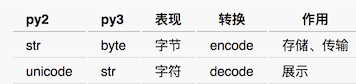 py2 py3 表现 转换 作用
str byte 字节 encode 存储、传输
unicode str 字符 decode 展示